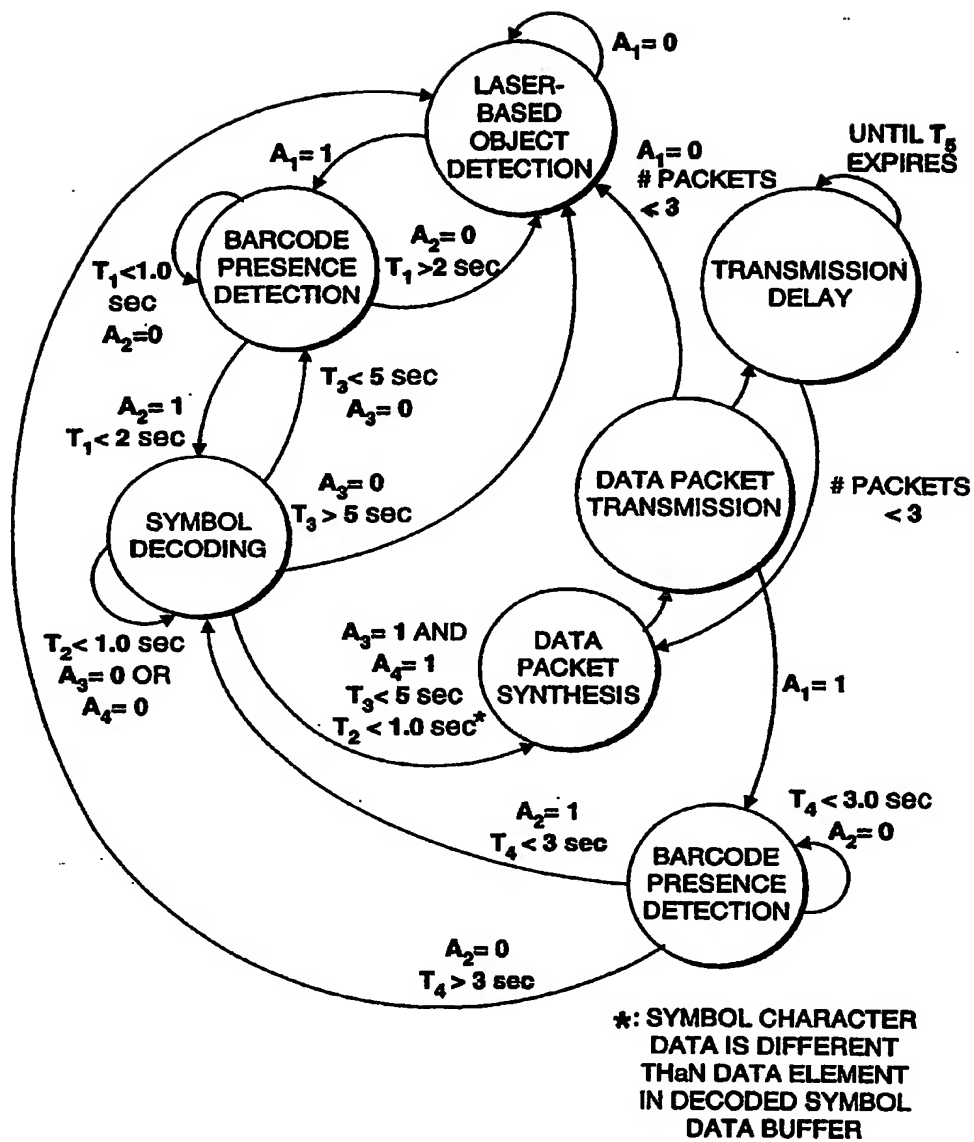 A₁= 0
LASER-
BASED
OBJECT
DETECTION
A₁= 1
A₁= 0
# PACKETS
< 3
UNTIL T₅
EXPIRES
BARCODE
PRESENCE
DETECTION
A₂= 0
T₁ >2 sec
T₁<1.0
sec
A₂=0
TRANSMISSION
DELAY
T₃< 5 sec
A₃= 0
A₂= 1
T₁< 2 sec
A₃= 0
T₃ > 5 sec
SYMBOL
DECODING
DATA PACKET
TRANSMISSION
# PACKETS
< 3
T₂< 1.0 sec
A₃= 0 OR
A₄= 0
A₃= 1 AND
A₄= 1
T₃< 5 sec
T₂ < 1.0 sec*
DATA
PACKET
SYNTHESIS
A₁= 1
A₂= 1
T₄< 3 sec
T₄< 3.0 sec
A₂= 0
BARCODE
PRESENCE
DETECTION
A₂= 0
T₄> 3 sec
*: SYMBOL CHARACTER
DATA IS DIFFERENT
THaN DATA ELEMENT
IN DECODED SYMBOL
DATA BUFFER